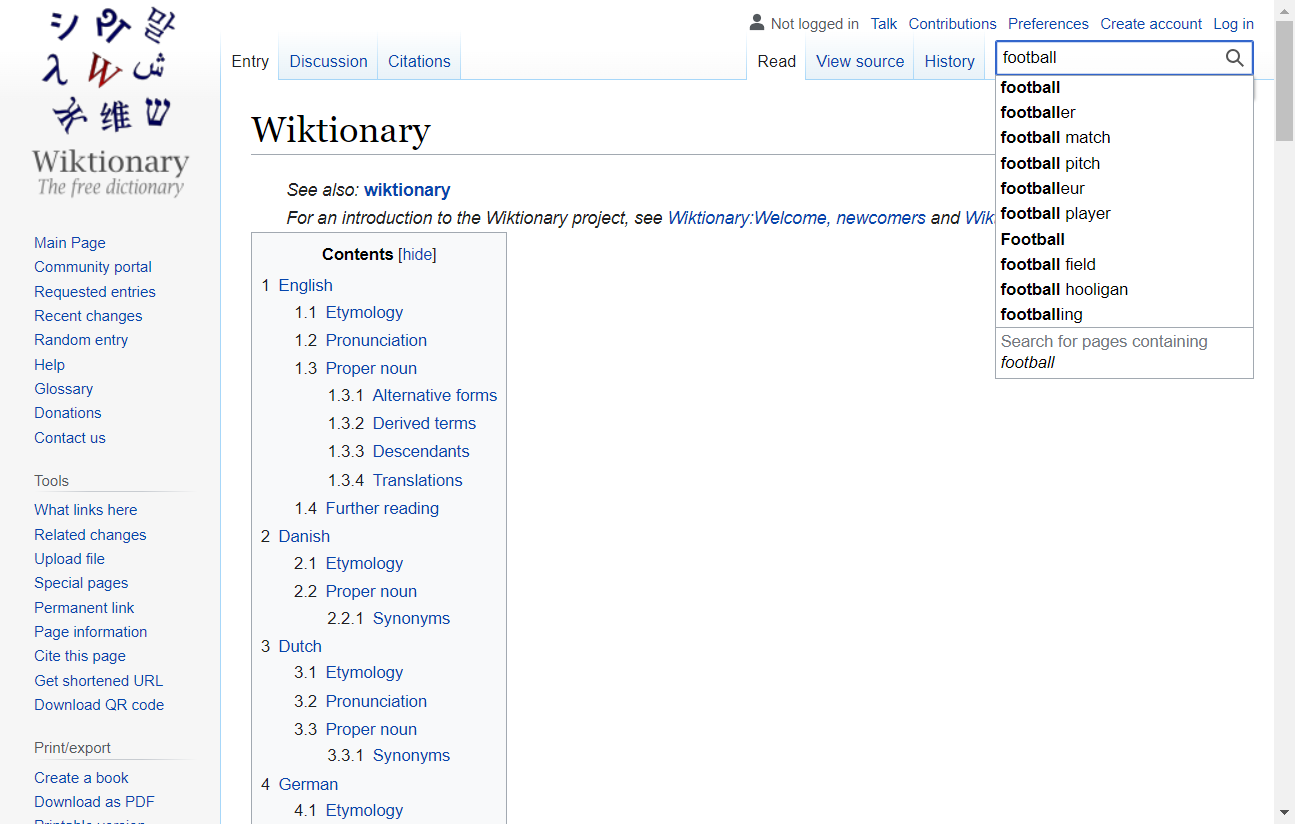 シ Ря 말
λ W ش
維 ש
Wiktionary
The free dictionary
Main Page
Community portal
Requested entries
Recent changes
Random entry
Help
Glossary
Donations
Contact us
Tools
What links here
Related changes
Upload file
Special pages
Permanent link
Page information
Cite this page
Get shortened URL
Download QR code
Print/export
Create a book
Download as PDF
Printable version
Not logged in Talk Contributions Preferences Create account Log in
Entry Discussion Citations Read View source History
football
football
footballer
football match
football pitch
footballeur
football player
Football
football field
football hooligan
footballing
Search for pages containing
football
Wiktionary
See also: wiktionary
For an introduction to the Wiktionary project, see Wiktionary:Welcome, newcomers and Wik
Contents [hide]
1 English
1.1 Etymology
1.2 Pronunciation
1.3 Proper noun
1.3.1 Alternative forms
1.3.2 Derived terms
1.3.3 Descendants
1.3.4 Translations
1.4 Further reading
2 Danish
2.1 Etymology
2.2 Proper noun
2.2.1 Synonyms
3 Dutch
3.1 Etymology
3.2 Pronunciation
3.3 Proper noun
3.3.1 Synonyms
4 German
4.1 Etymology